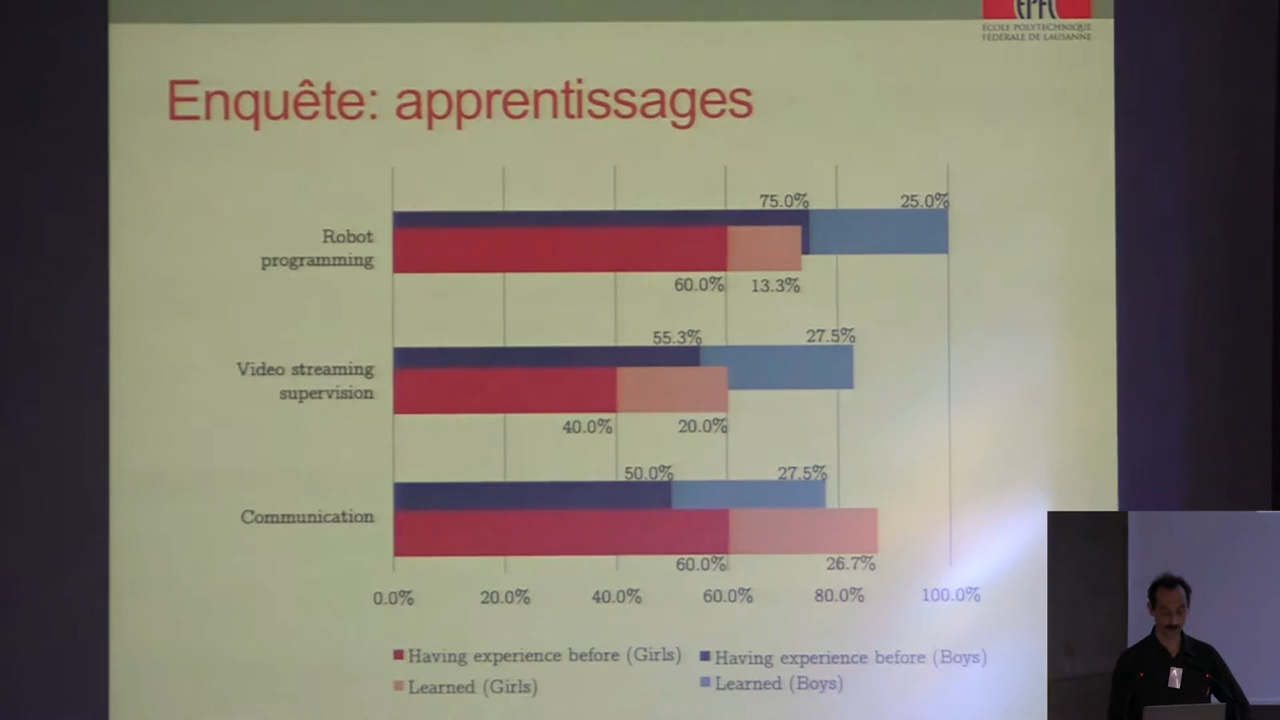 EPFL
ÉCOLE POLYTECHNIQUE
FÉDÉRALE DE LAUSANNE
Enquête: apprentissages
75.0% 25.0%
Robot
programming
60.0% 13.3%
55.3% 27.5%
Video streaming
supervision
40.0% 20.0%
50.0% 27.5%
Communication
60.0% 26.7%
0.0% 20.0% 40.0% 60.0% 80.0% 100.0%
Having experience before (Girls) Having experience before (Boys)
Learned (Girls) Learned (Boys)